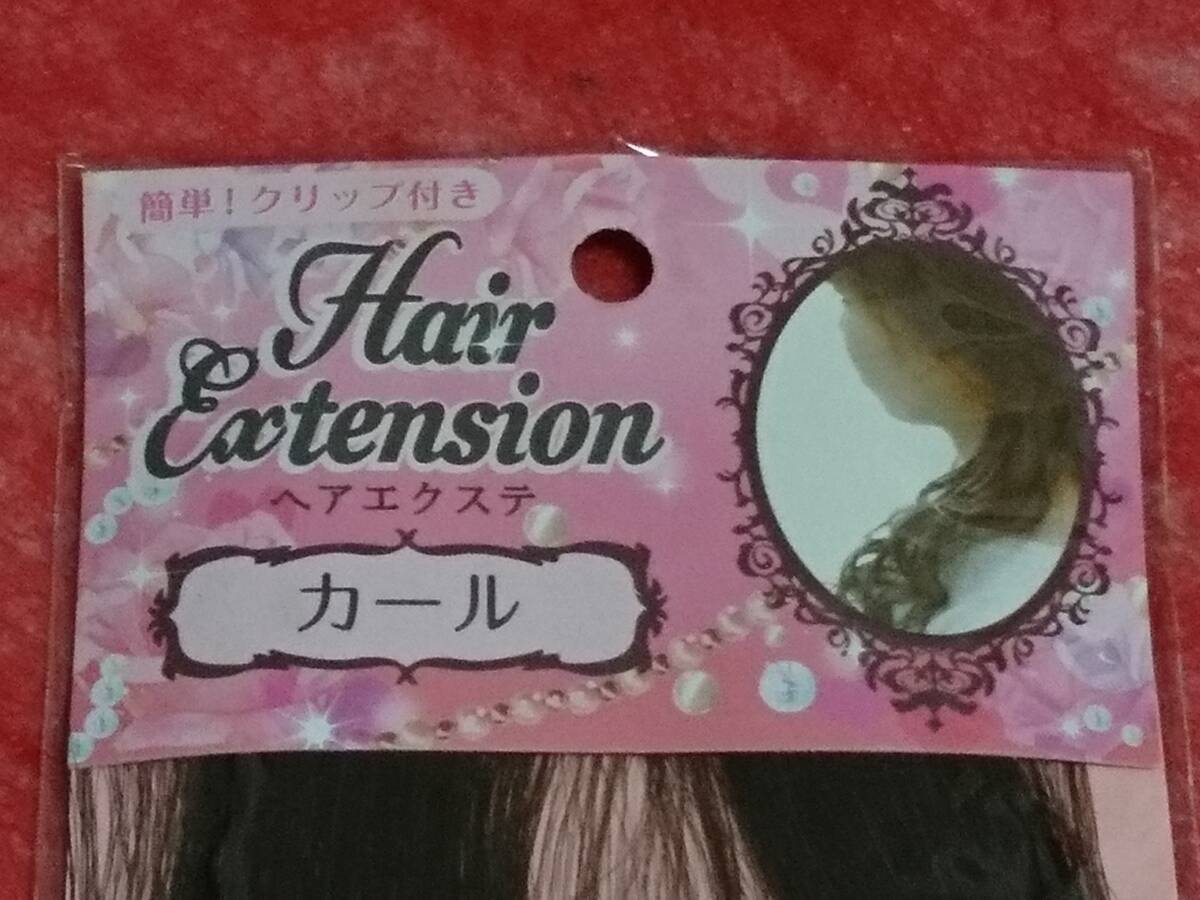 簡単！クリップ付き
Hair
Extension
ヘアエクステ
カール